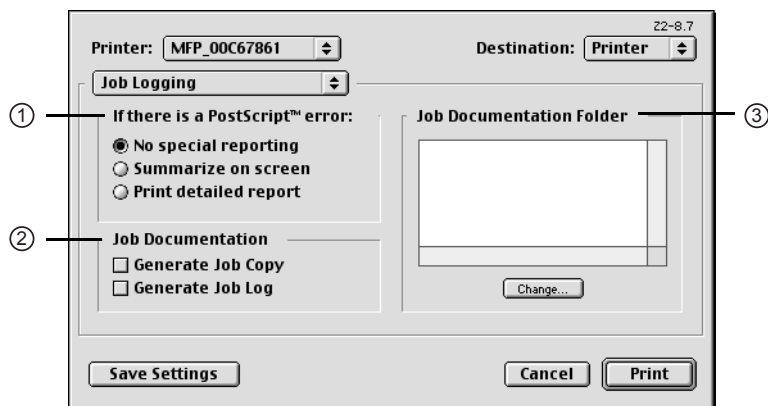 Z2-8.7
Printer: MFP_00C67861
Destination: Printer
Job Logging
① If there is a PostScript™ error:
No special reporting
Summarize on screen
Print detailed report
② Job Documentation
Generate Job Copy
Generate Job Log
Job Documentation Folder ③
Change...
Save Settings
Cancel
Print